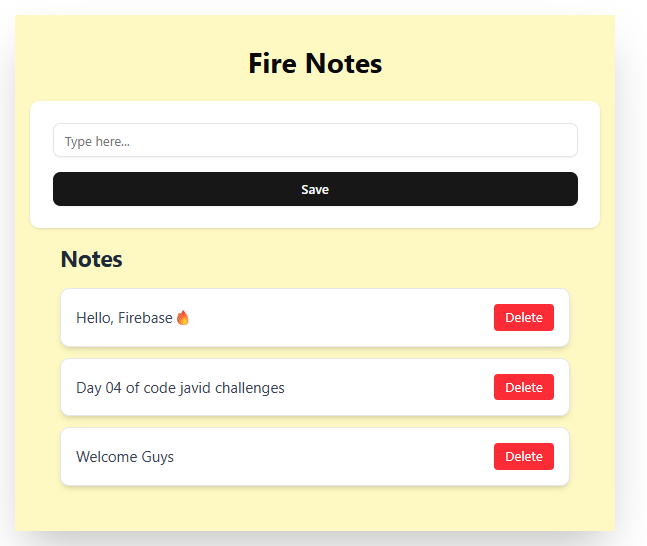 Fire Notes
Type here...
Save
Notes
Hello, Firebase🔥
Delete
Day 04 of code javid challenges
Delete
Welcome Guys
Delete